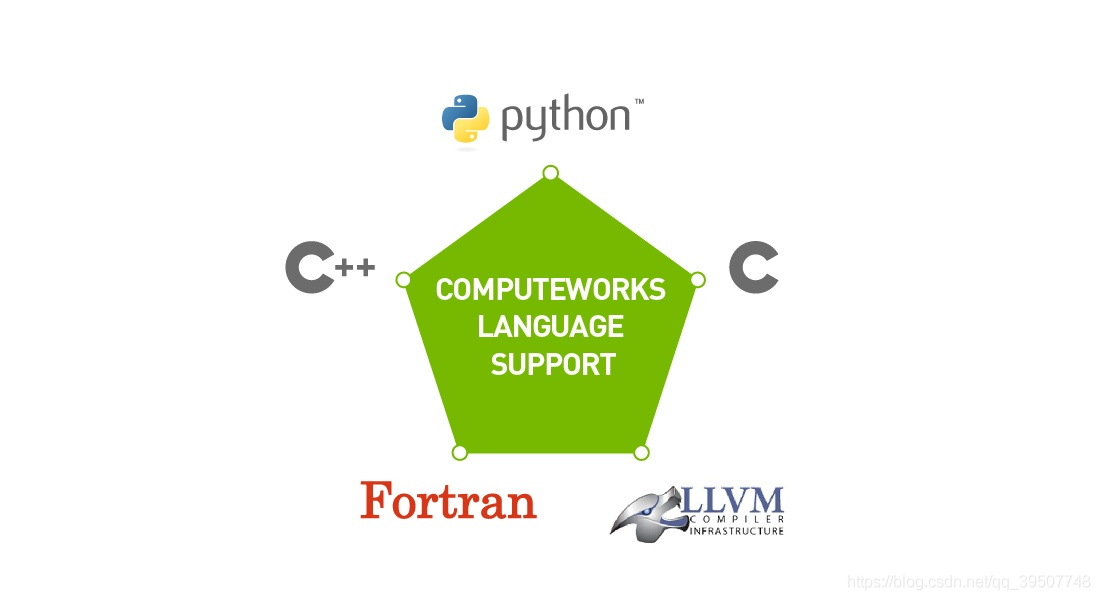 python™
C++
C
COMPUTEWORKS
LANGUAGE
SUPPORT
Fortran
LLVM
COMPILER
INFRASTRUCTURE
https://blog.csdn.net/qq_39507748